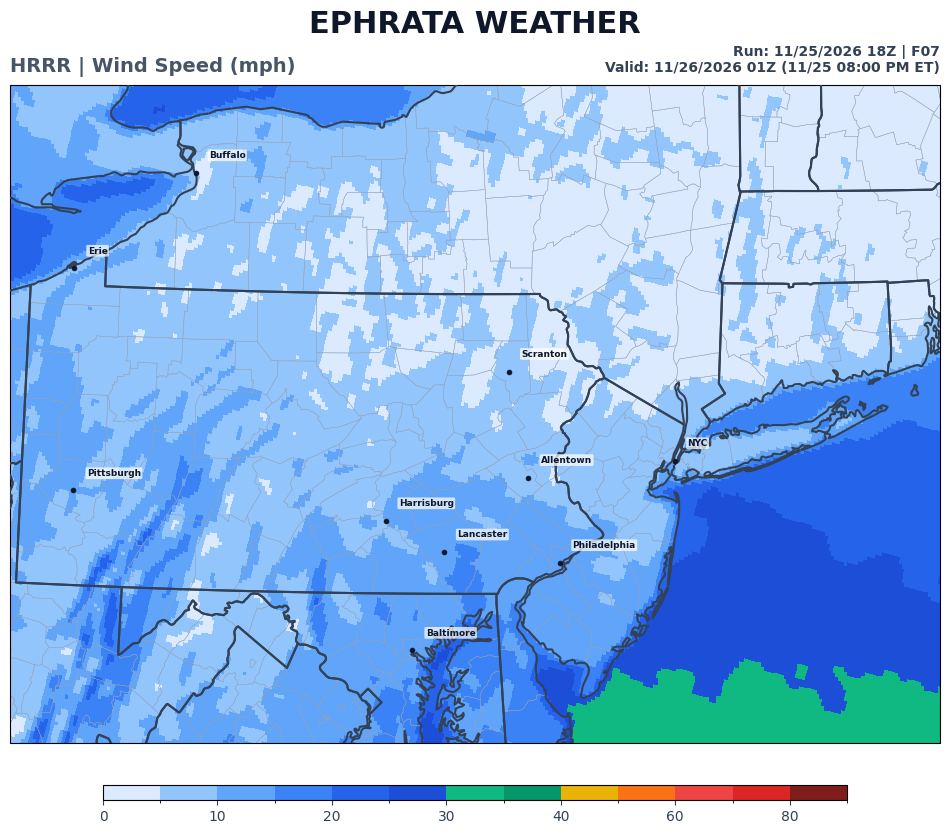 EPHRATA WEATHER
HRRR | Wind Speed (mph)
Run: 11/25/2026 18Z | F07
Valid: 11/26/2026 01Z (11/25 08:00 PM ET)
Buffalo
Erie
Scranton
NYC
Pittsburgh
Allentown
Harrisburg
Lancaster
Philadelphia
Baltimore
0 10 20 30 40 50 60 70 80